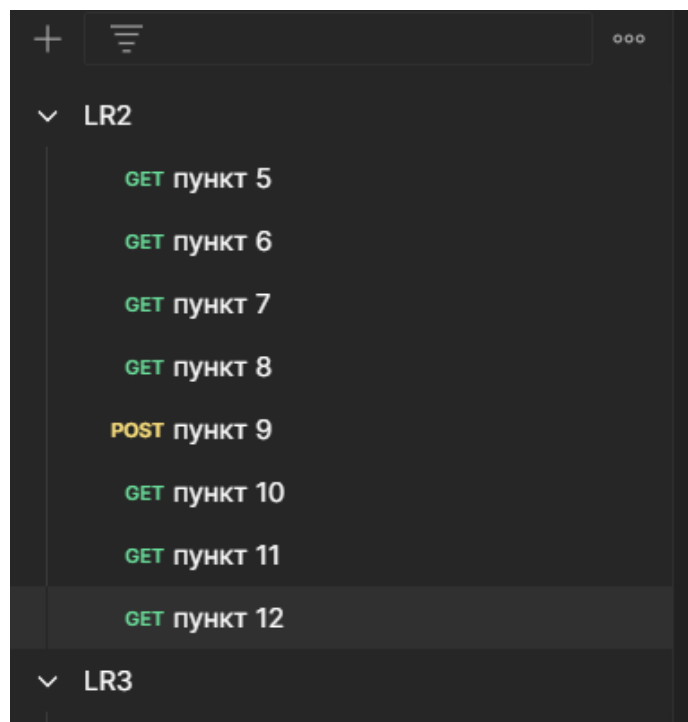 LR2
GET пункт 5
GET пункт 6
GET пункт 7
GET пункт 8
POST пункт 9
GET пункт 10
GET пункт 11
GET пункт 12
LR3